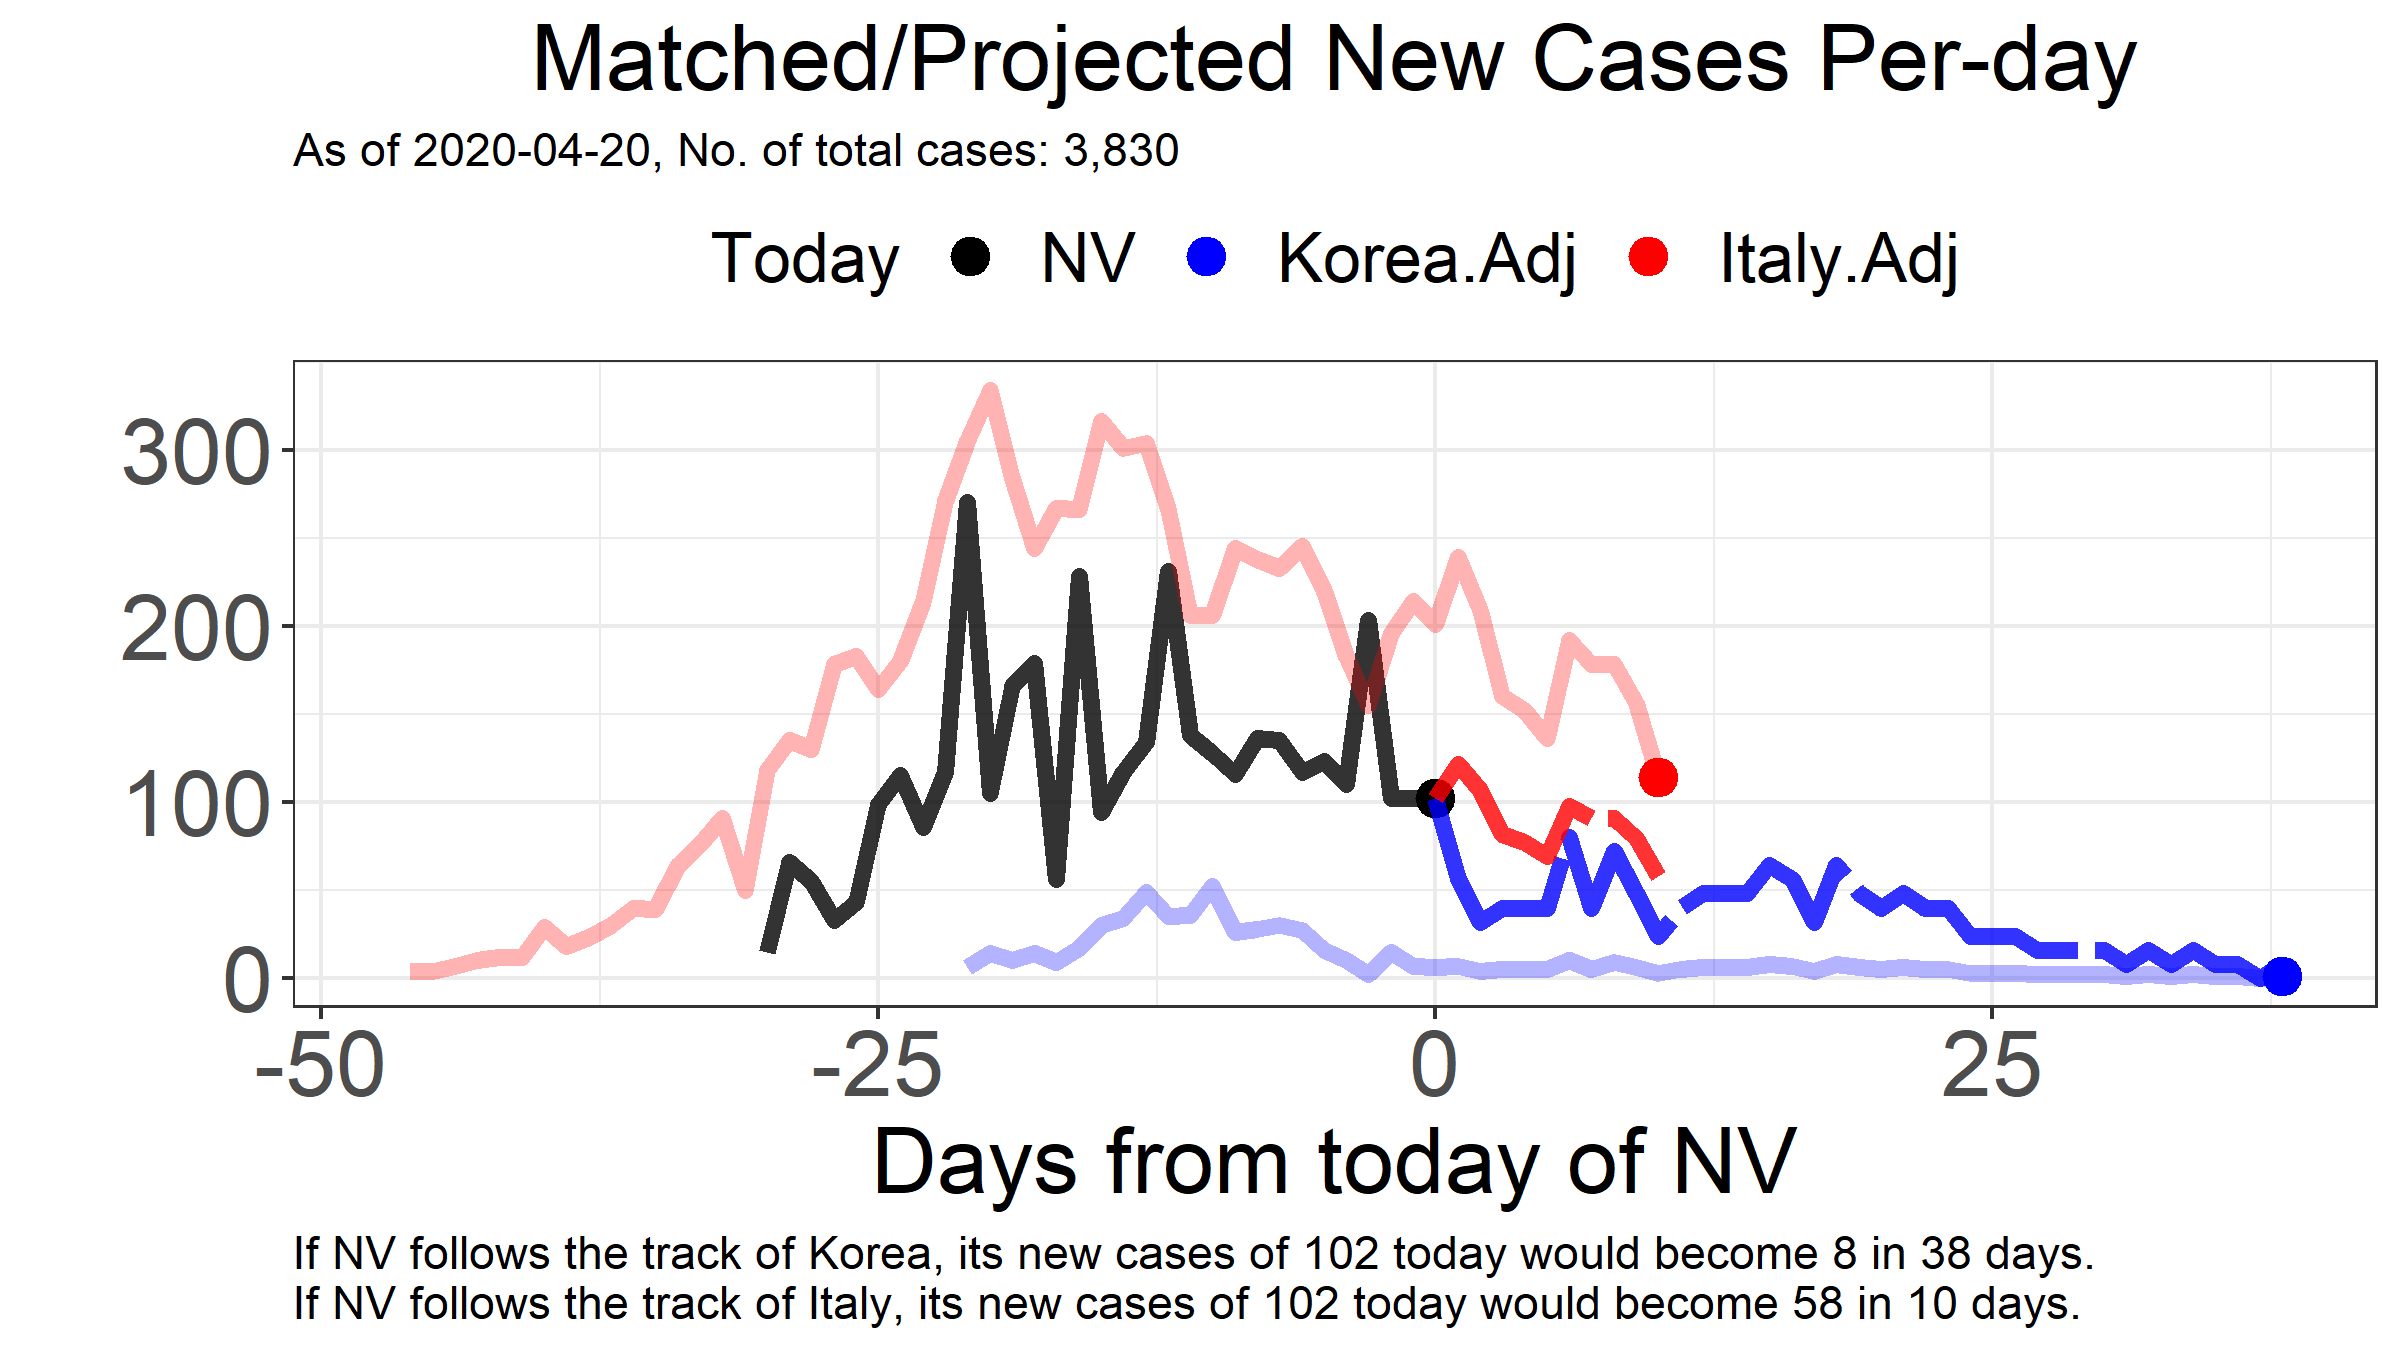 Matched/Projected New Cases Per-day
As of 2020-04-20, No. of total cases: 3,830
Today NV Korea.Adj Italy.Adj
300
200
100
0
-50 -25 0 25
Days from today of NV
If NV follows the track of Korea, its new cases of 102 today would become 8 in 38 days.
If NV follows the track of Italy, its new cases of 102 today would become 58 in 10 days.